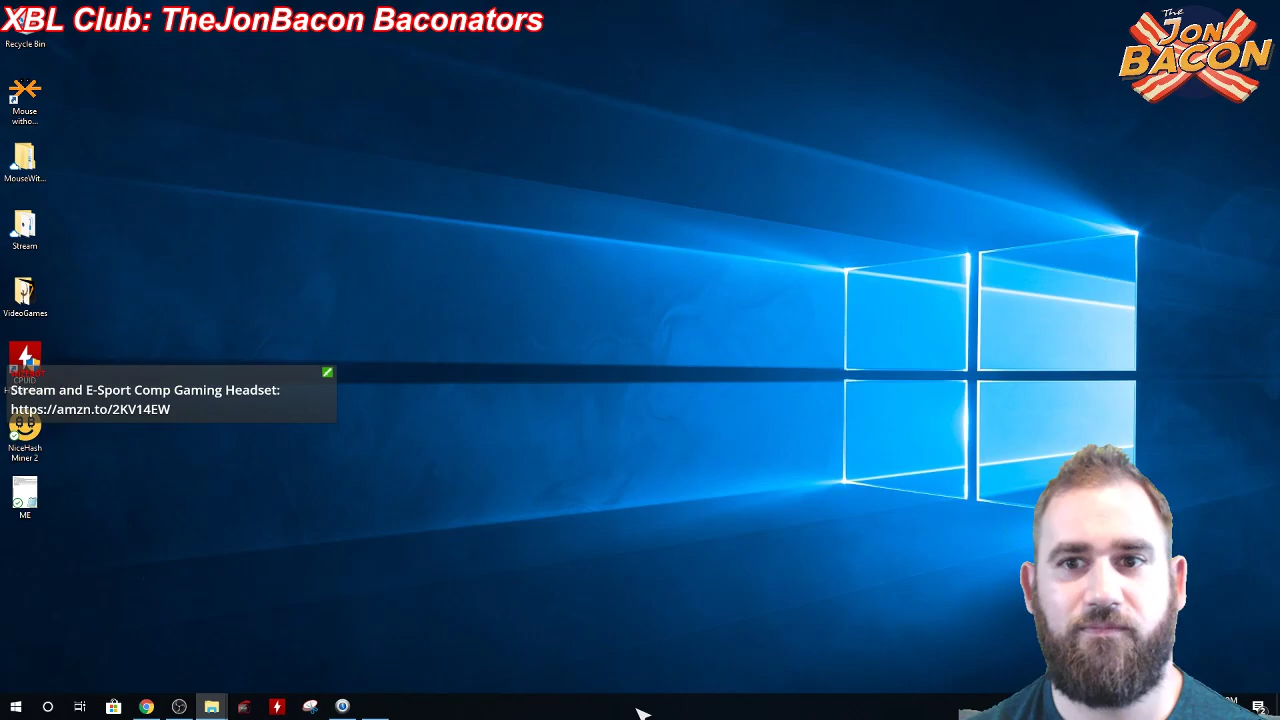 XBL Club: TheJonBacon Baconators
The
JON
BACON
Recycle Bin
Mouse
witho...
MouseWit...
Stream
VideoGames
CPUID
Stream and E-Sport Comp Gaming Headset:
https://amzn.to/2KV14EW
NiceHash
Miner 2
ME